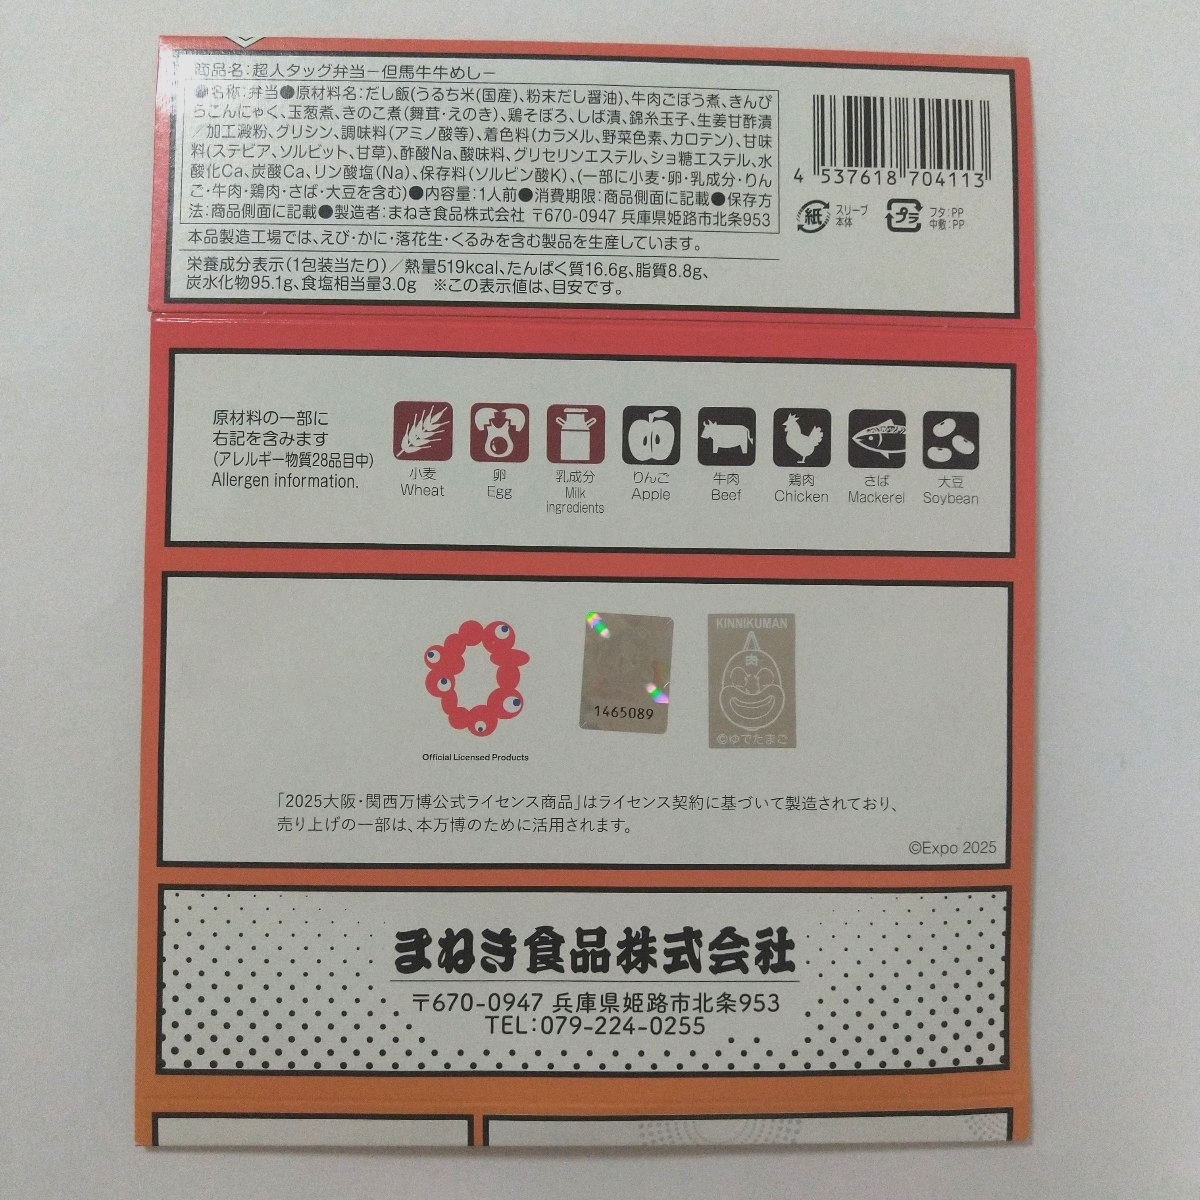 商品名:超人タッグ弁当－但馬牛牛めし－
●名称:弁当●原材料名:だし飯(うるち米(国産)、粉末だし醤油)、牛肉ごぼう煮、きんぴ
らこんにゃく、玉葱煮、きのこ煮(舞茸・えのき)、鶏そぼろ、しば漬、錦糸玉子、生姜甘酢漬
／加工澱粉、グリシン、調味料(アミノ酸等)、着色料(カラメル、野菜色素、カロテン)、甘味
料(ステビア、ソルビット、甘草)、酢酸Na、酸味料、グリセリンエステル、ショ糖エステル、水
酸化Ca、炭酸Ca、リン酸塩(Na)、保存料(ソルビン酸K)、(一部に小麦・卵・乳成分・りん
ご・牛肉・鶏肉・さば・大豆を含む)●内容量:1人前●消費期限:商品側面に記載●保存方
法:商品側面に記載●製造者:まねき食品株式会社 〒670-0947 兵庫県姫路市北条953
本品製造工場では、えび・かに・落花生・くるみを含む製品を生産しています。
栄養成分表示(1包装当たり)／熱量519kcal、たんぱく質16.6g、脂質8.8g、
炭水化物95.1g、食塩相当量3.0g ※この表示値は、目安です。
4 537618 704113
紙 スリーブ
本体
プラ フタ:PP
中敷:PP
原材料の一部に
右記を含みます
(アレルギー物質28品目中)
Allergen information.
小麦 卵 乳成分 りんご 牛肉 鶏肉 さば 大豆
Wheat Egg Milk Apple Beef Chicken Mackerel Soybean
ingredients
KINNIKUMAN
肉
1465089
©ゆでたまご
Official Licensed Products
「2025大阪・関西万博公式ライセンス商品」はライセンス契約に基づいて製造されており、
売り上げの一部は、本万博のために活用されます。
©Expo 2025
まねき食品株式会社
〒670-0947 兵庫県姫路市北条953
TEL:079-224-0255